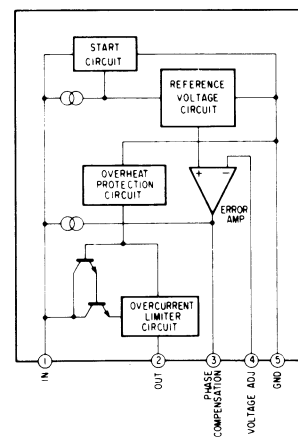 START
CIRCUIT
REFERENCE
VOLTAGE
CIRCUIT
OVERHEAT
PROTECTION
CIRCUIT
+
−
ERROR
AMP
OVERCURRENT
LIMITER
CIRCUIT
1
2
3
4
5
IN
OUT
PHASE
COMPENSATION
VOLTAGE ADJ
GND